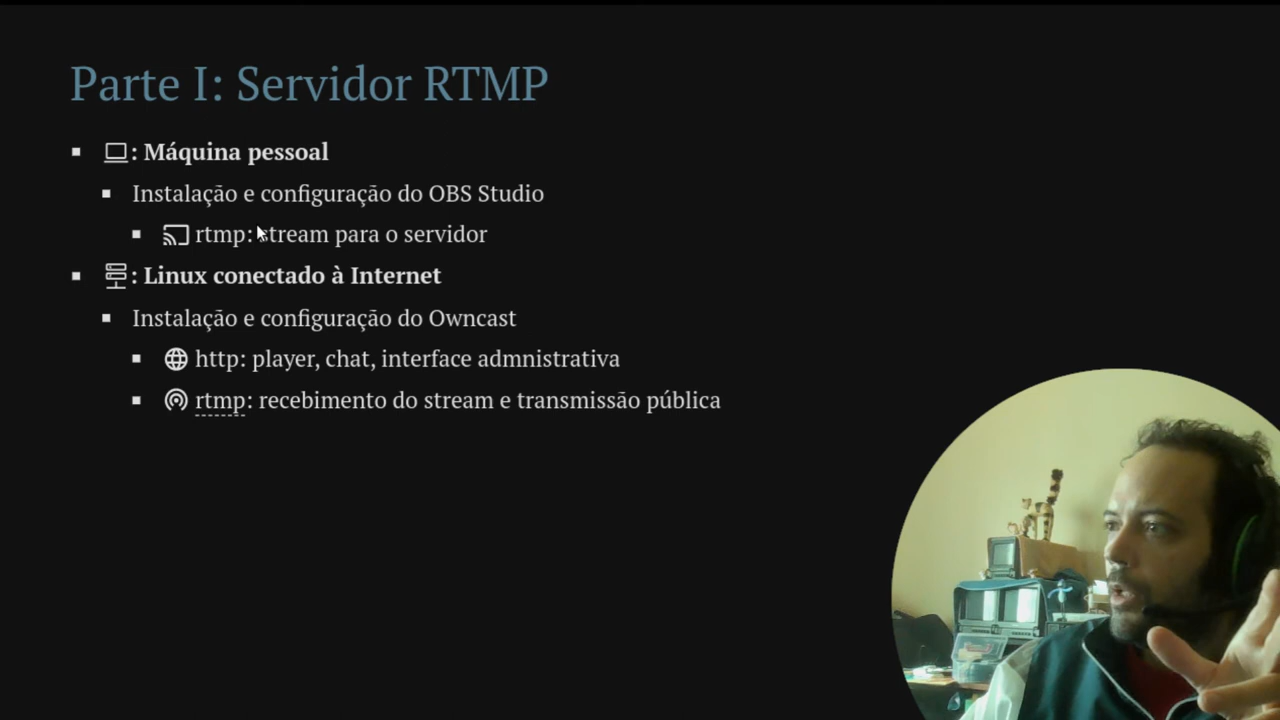 Parte I: Servidor RTMP
: Máquina pessoal
Instalação e configuração do OBS Studio
rtmp: stream para o servidor
: Linux conectado à Internet
Instalação e configuração do Owncast
http: player, chat, interface admnistrativa
rtmp: recebimento do stream e transmissão pública